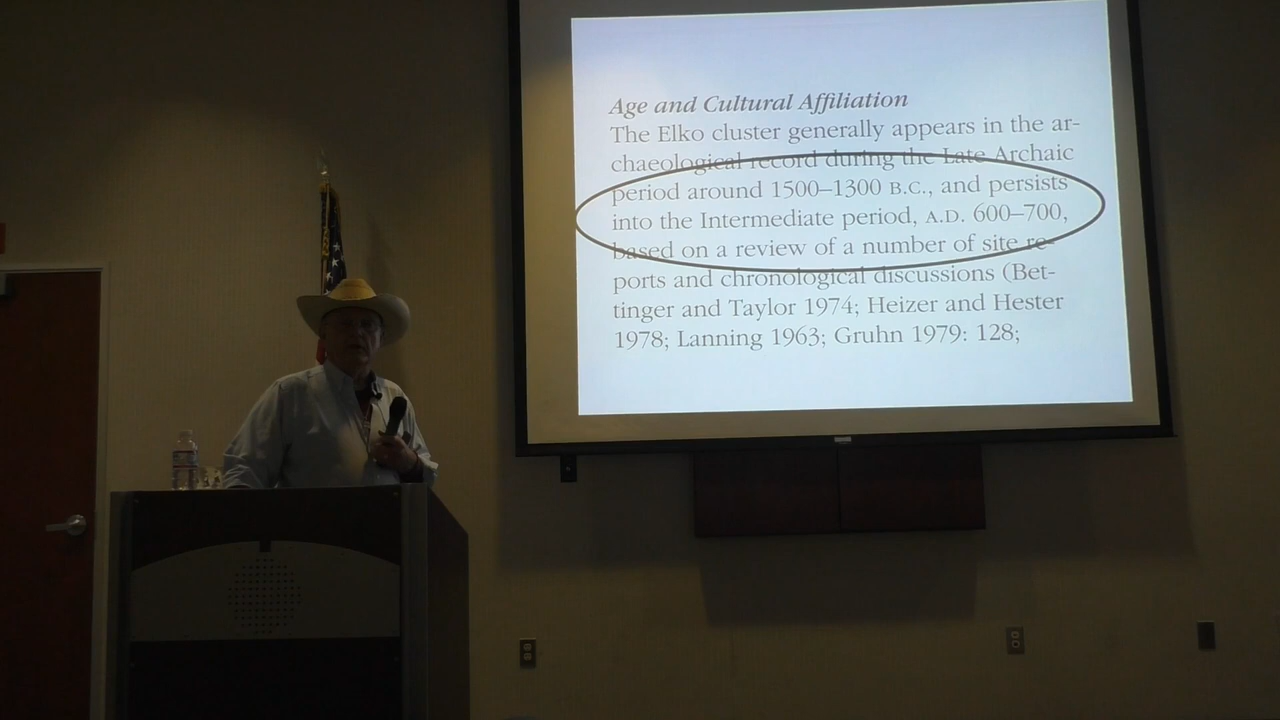 Age and Cultural Affiliation
The Elko cluster generally appears in the ar-
chaeological record during the Late Archaic
period around 1500–1300 B.C., and persists
into the Intermediate period, A.D. 600–700,
based on a review of a number of site re-
ports and chronological discussions (Bet-
tinger and Taylor 1974; Heizer and Hester
1978; Lanning 1963; Gruhn 1979: 128;